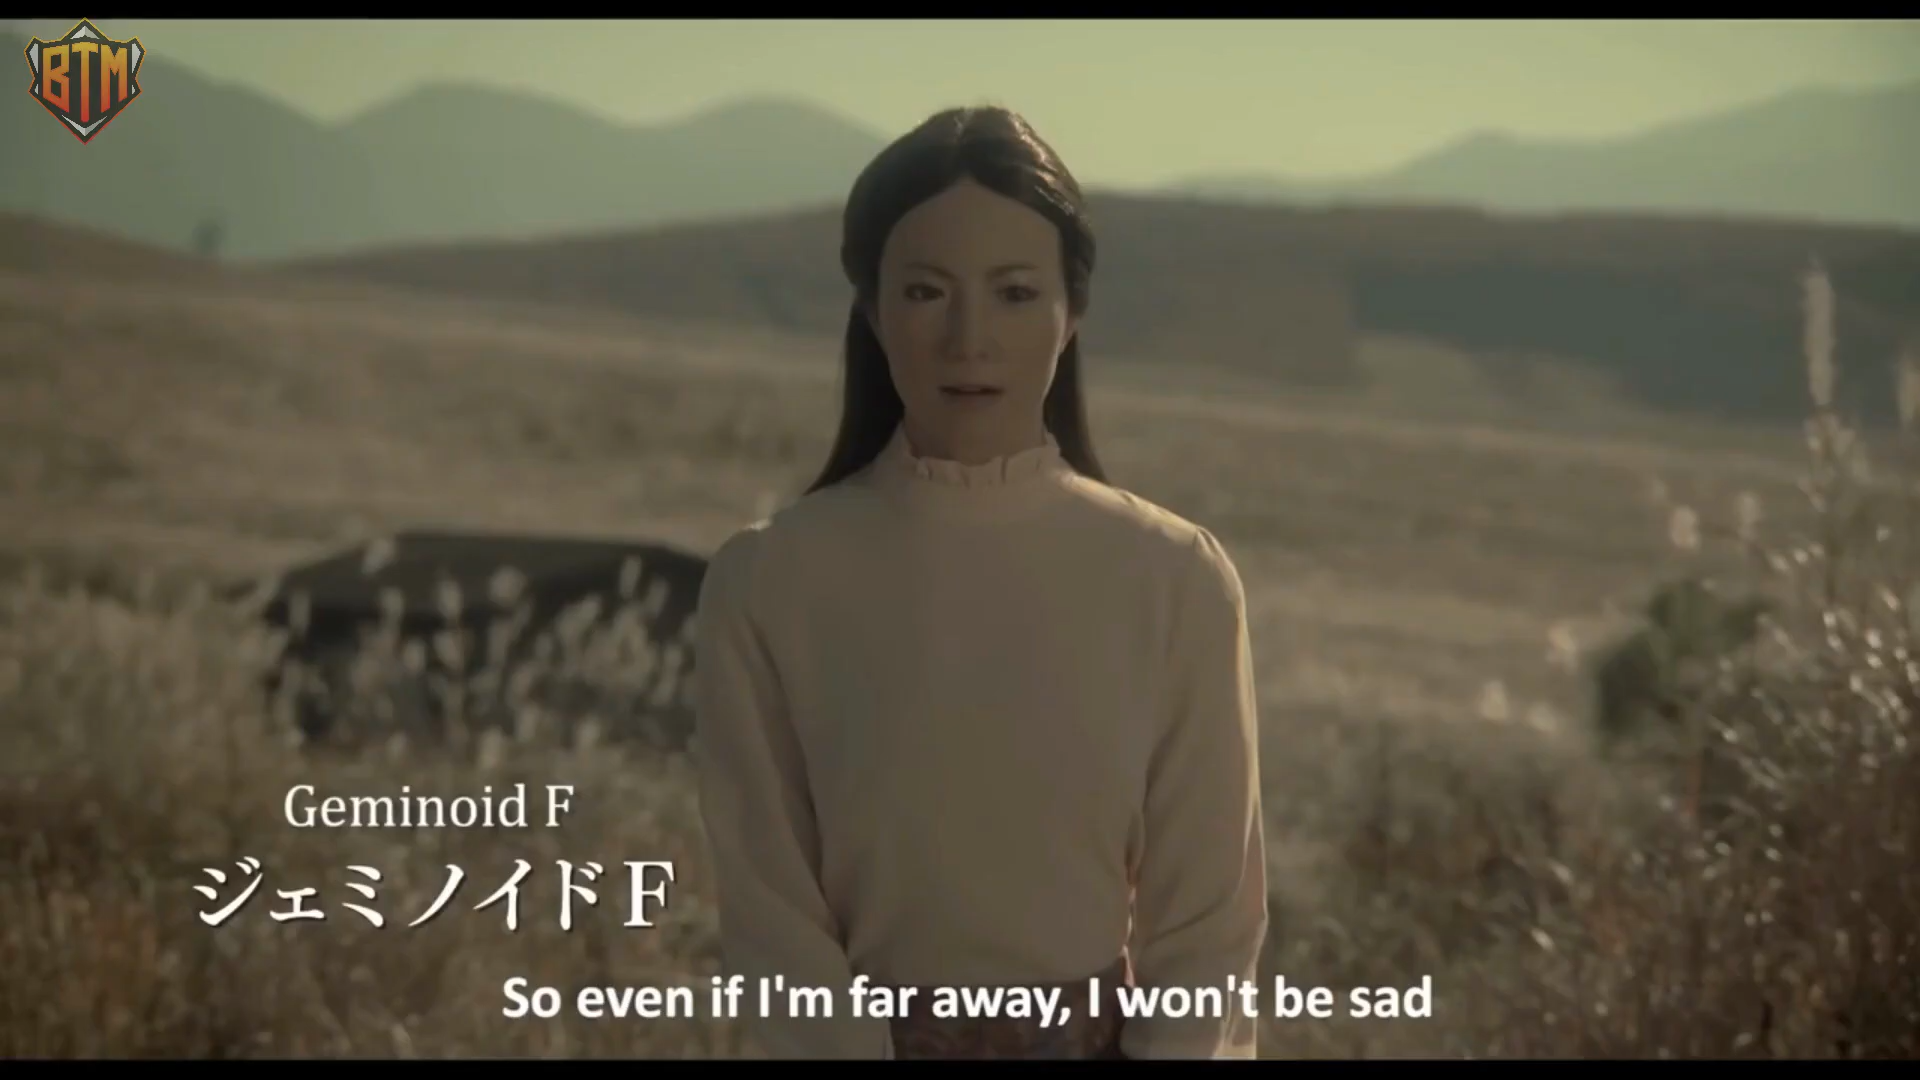 BTM
Geminoid F
ジェミノイドF
So even if I'm far away, I won't be sad